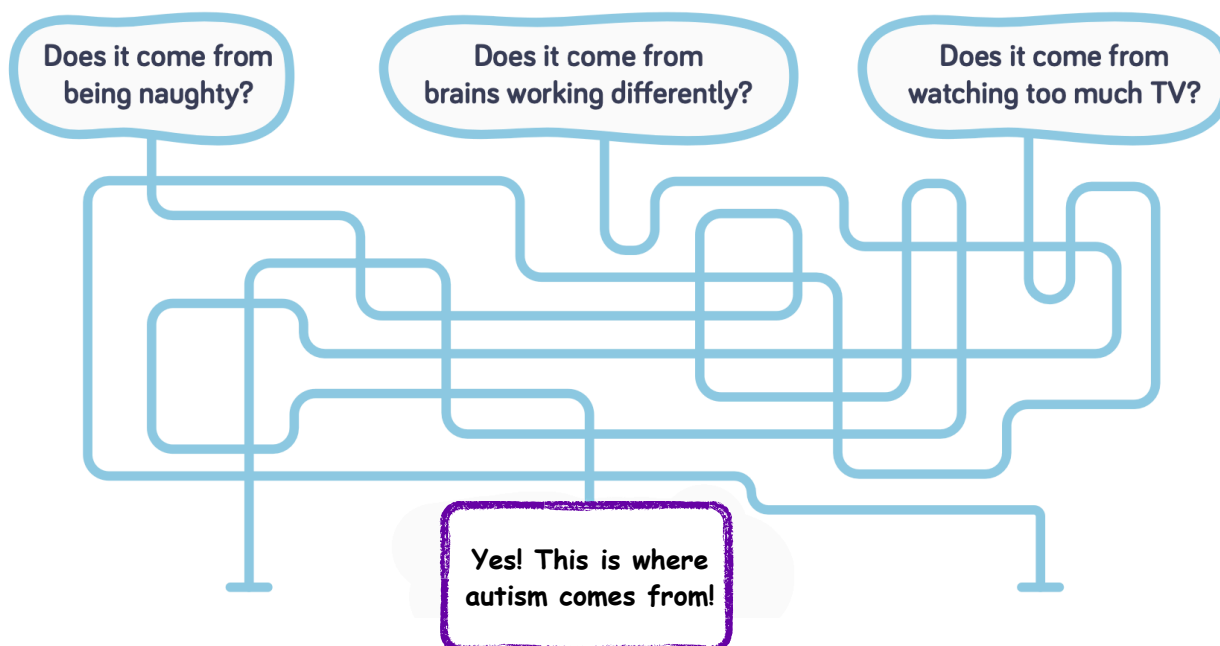 Does it come from
being naughty?
Does it come from
brains working differently?
Does it come from
watching too much TV?
Yes! This is where
autism comes from!